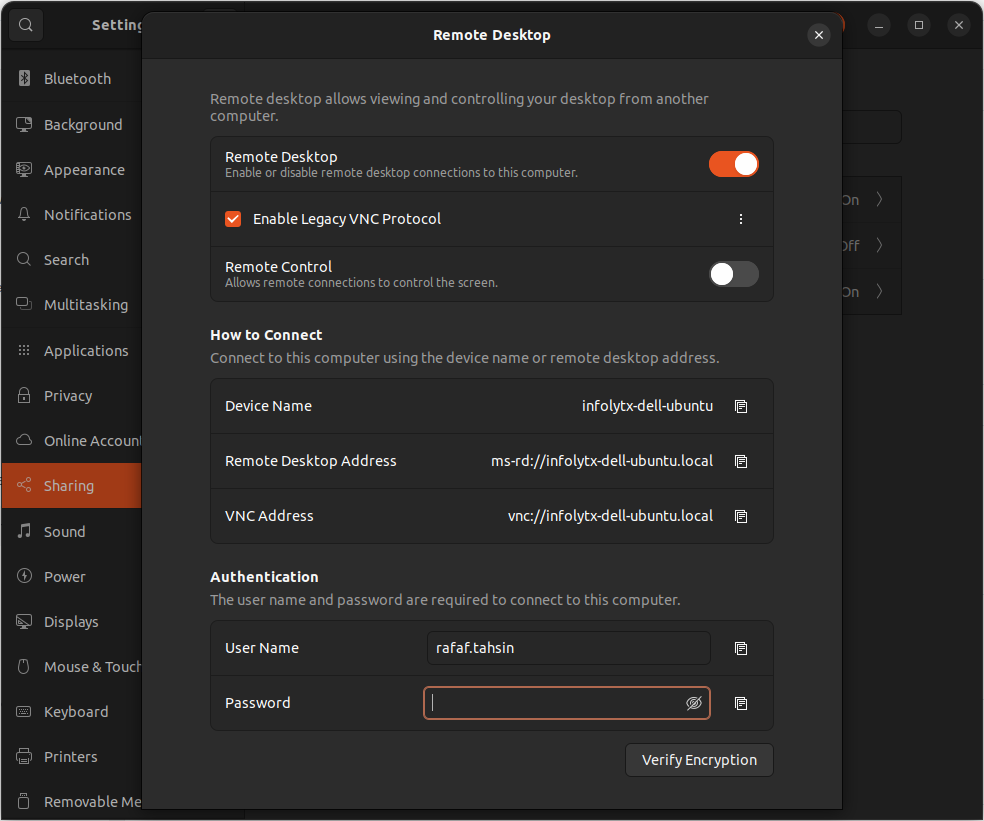 Setting
Remote Desktop
Bluetooth
Background
Appearance
Notifications
Search
Multitasking
Applications
Privacy
Online Accoun
Sharing
Sound
Power
Displays
Mouse & Touch
Keyboard
Printers
Removable Me
Remote desktop allows viewing and controlling your desktop from another
computer.
Remote Desktop
Enable or disable remote desktop connections to this computer.
Enable Legacy VNC Protocol
Remote Control
Allows remote connections to control the screen.
How to Connect
Connect to this computer using the device name or remote desktop address.
Device Name infolytx-dell-ubuntu
Remote Desktop Address ms-rd://infolytx-dell-ubuntu.local
VNC Address vnc://infolytx-dell-ubuntu.local
Authentication
The user name and password are required to connect to this computer.
User Name rafaf.tahsin
Password
Verify Encryption
On
Off
On